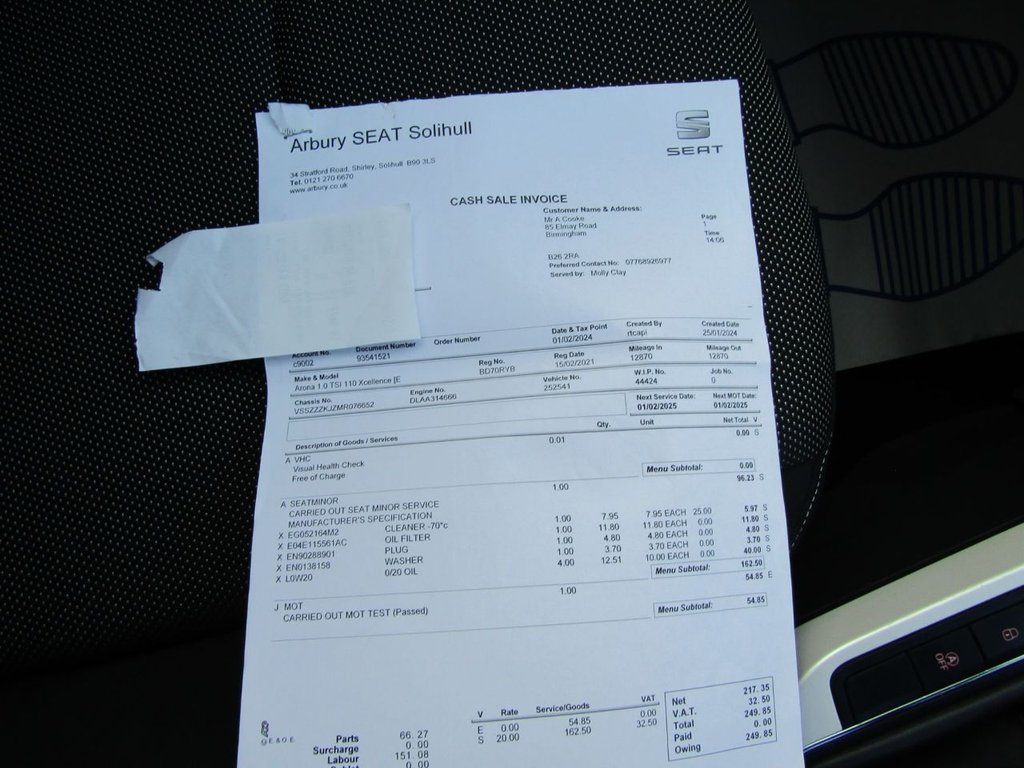 Arbury SEAT Solihull
SEAT
34 Stratford Road, Shirley, Solihull B90 3LS
Tel. 0121 270 6670
www.arbury.co.uk
CASH SALE INVOICE
Customer Name & Address:
Mr A Cooke
85 Elmay Road
Birmingham
B26 2RA
Preferred Contact No: 07768926977
Served by: Molly Clay
Page
1
Time
14:06
Account No. Document Number Order Number Date & Tax Point Created By Created Date
c9002 93541521 01/02/2024 rtcapi 25/01/2024
Make & Model Reg No. Reg Date Mileage In Mileage Out
Arona 1.0 TSI 110 Xcellence [E BD70RYB 15/02/2021 12870 12870
Chassis No. Engine No. Vehicle No. W.I.P. No. Job No.
VSSZZZKJZMR076652 DLAA314666 252541 44424 0
Next Service Date: Next MOT Date:
01/02/2025 01/02/2025
Description of Goods / Services Qty. Unit Net Total V
A VHC 0.01 0.00 S
Visual Health Check
Free of Charge
Menu Subtotal: 0.00
A SEATMINOR 1.00 96.23 S
CARRIED OUT SEAT MINOR SERVICE
MANUFACTURER'S SPECIFICATION
X EG052164M2 CLEANER -70°c 1.00 7.95 7.95 EACH 25.00 5.97 S
X E04E115561AC OIL FILTER 1.00 11.80 11.80 EACH 0.00 11.80 S
X EN90288901 PLUG 1.00 4.80 4.80 EACH 0.00 4.80 S
X EN0138158 WASHER 1.00 3.70 3.70 EACH 0.00 3.70 S
X L0W20 0/20 OIL 4.00 12.51 10.00 EACH 0.00 40.00 S
Menu Subtotal: 162.50
J MOT 1.00 54.85 E
CARRIED OUT MOT TEST (Passed)
Menu Subtotal: 54.85
E.& O.E
Parts 66.27
Surcharge 0.00
Labour 151.08
0.00
V Rate Service/Goods VAT
E 0.00 54.85 0.00
S 20.00 162.50 32.50
Net 217.35
V.A.T. 32.50
Total 249.85
Paid 0.00
Owing 249.85
A
OFF